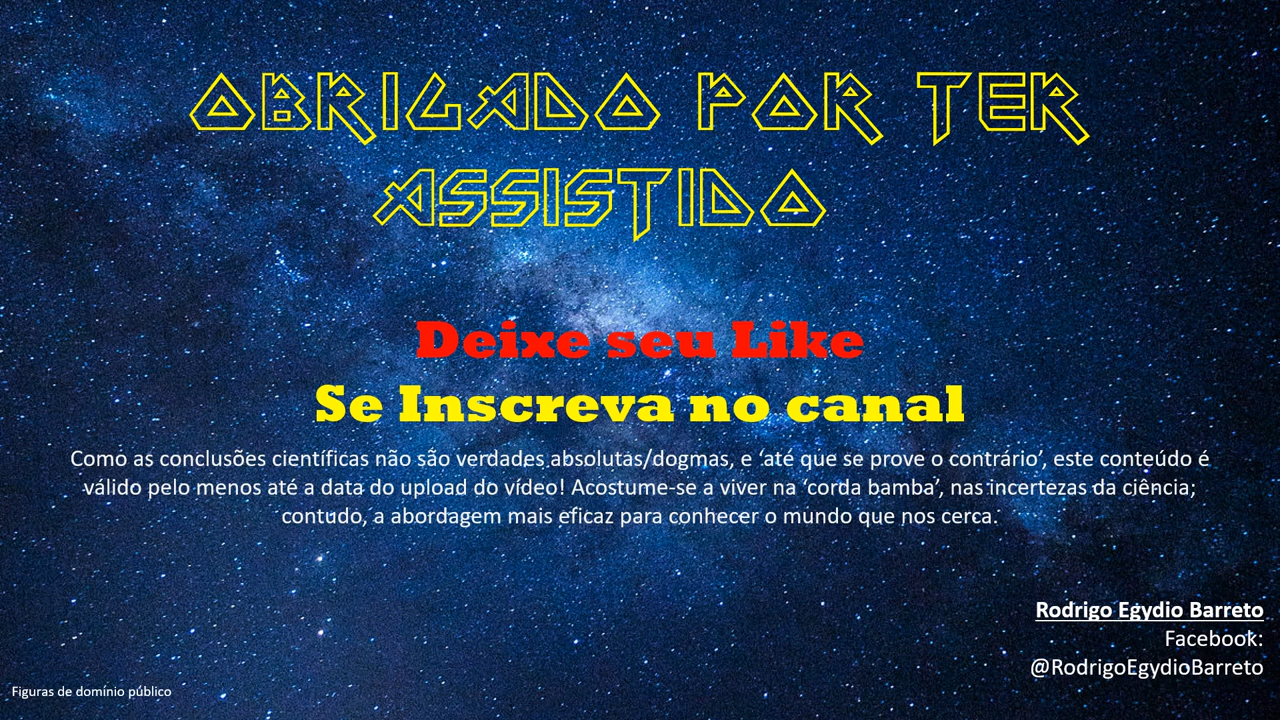 OBRIGADO POR TER
ASSISTIDO
Deixe seu Like
Se Inscreva no canal
Como as conclusões científicas não são verdades absolutas/dogmas, e ‘até que se prove o contrário’, este conteúdo é
válido pelo menos até a data do upload do vídeo! Acostume-se a viver na ‘corda bamba’, nas incertezas da ciência;
contudo, a abordagem mais eficaz para conhecer o mundo que nos cerca.
Rodrigo Egydio Barreto
Facebook:
@RodrigoEgydioBarreto
Figuras de domínio público